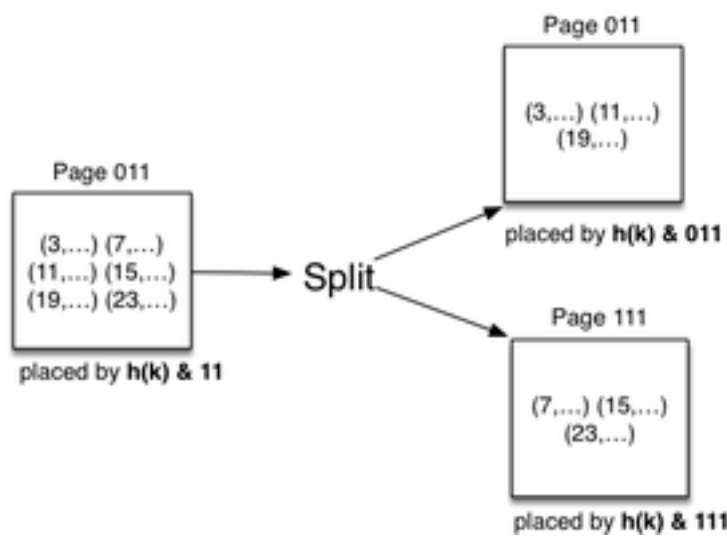 Page 011
(3,...) (11,...)
(19,...)
placed by h(k) & 011
Page 011
(3,...) (7,...)
(11,...) (15,...)
(19,...) (23,...)
placed by h(k) & 11
Split
Page 111
(7,...) (15,...)
(23,...)
placed by h(k) & 111